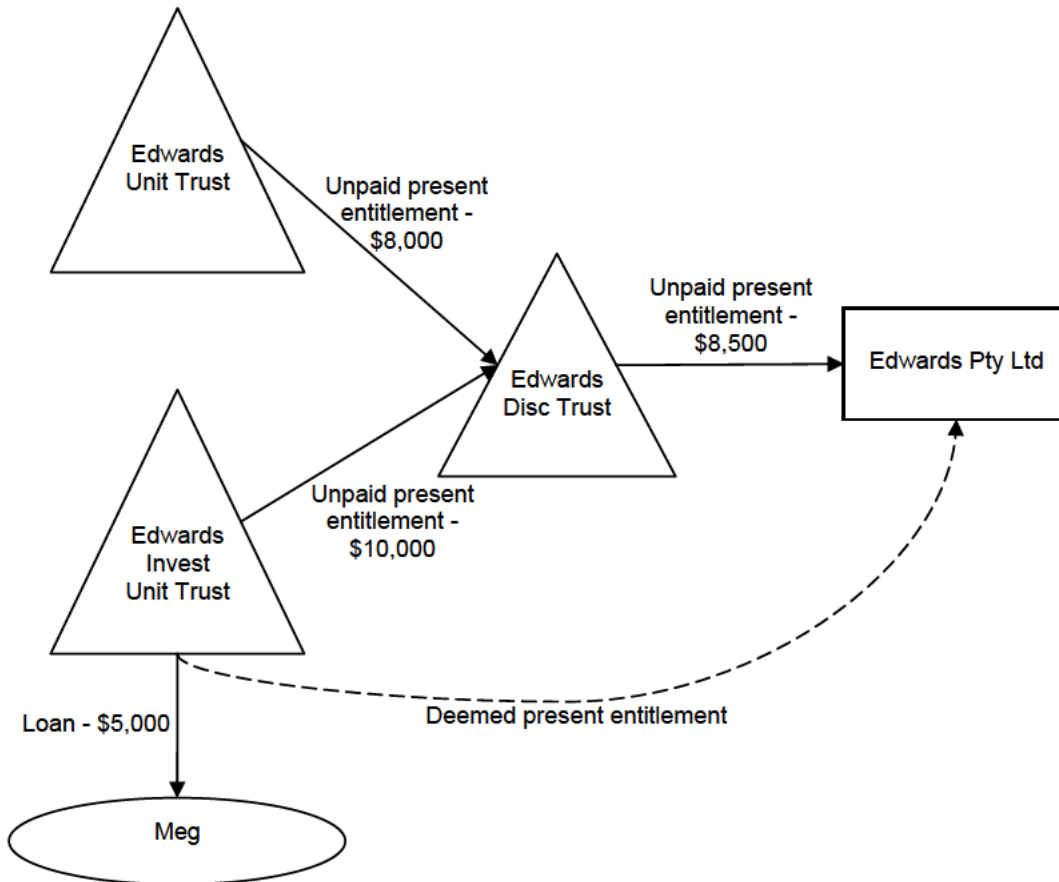 Edwards
Unit Trust
Unpaid present
entitlement -
$8,000
Unpaid present
entitlement -
$8,500
Edwards Pty Ltd
Edwards
Disc Trust
Edwards
Invest
Unit Trust
Unpaid present
entitlement -
$10,000
Loan - $5,000
Deemed present entitlement
Meg